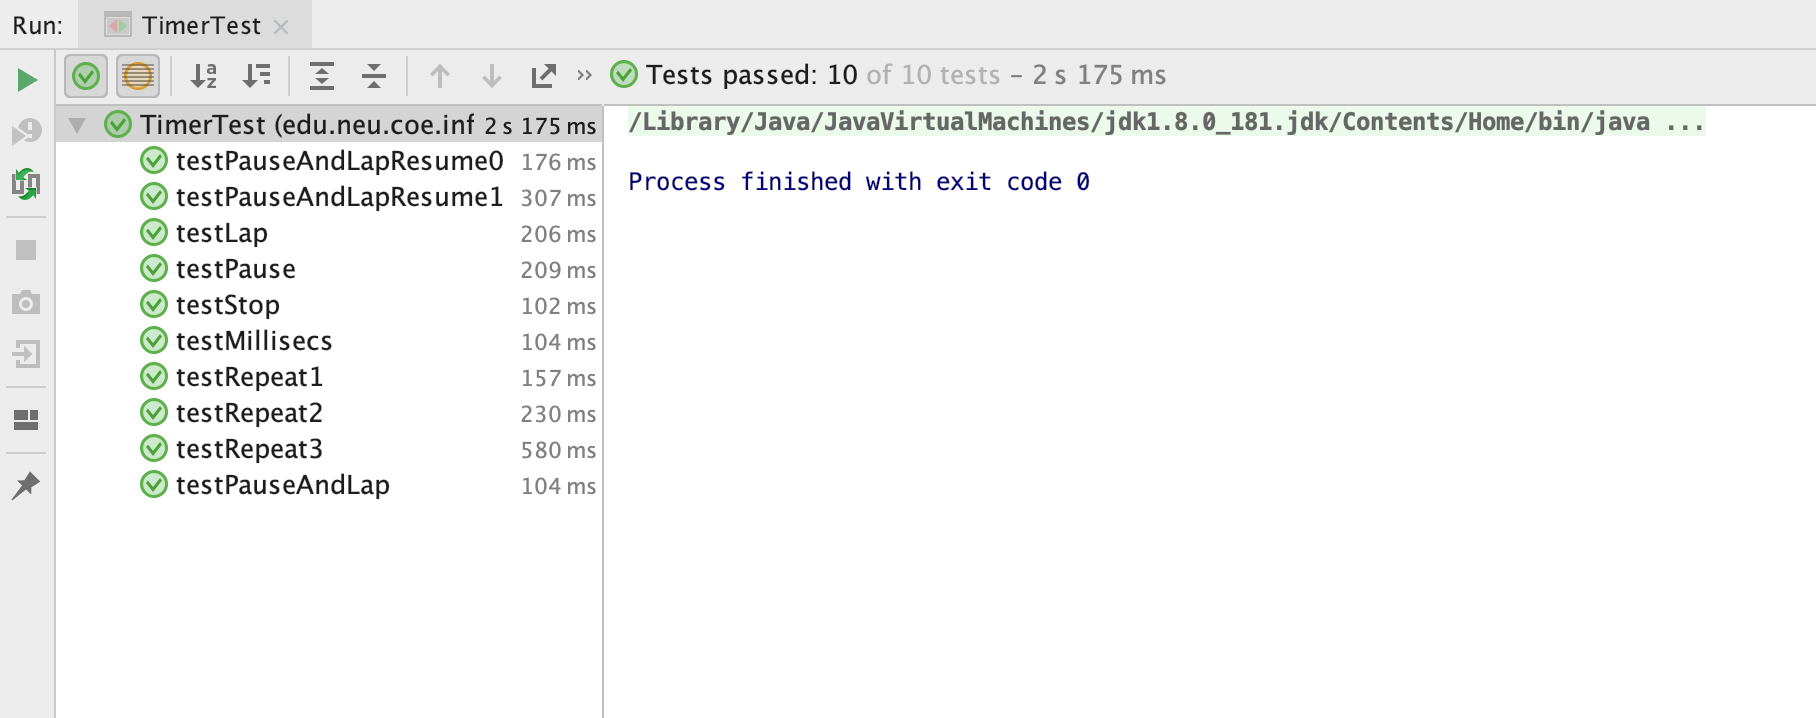 Run: TimerTest
Tests passed: 10 of 10 tests – 2 s 175 ms
TimerTest (edu.neu.coe.inf 2 s 175 ms
testPauseAndLapResume0 176 ms
testPauseAndLapResume1 307 ms
testLap 206 ms
testPause 209 ms
testStop 102 ms
testMillisecs 104 ms
testRepeat1 157 ms
testRepeat2 230 ms
testRepeat3 580 ms
testPauseAndLap 104 ms
/Library/Java/JavaVirtualMachines/jdk1.8.0_181.jdk/Contents/Home/bin/java ...
Process finished with exit code 0